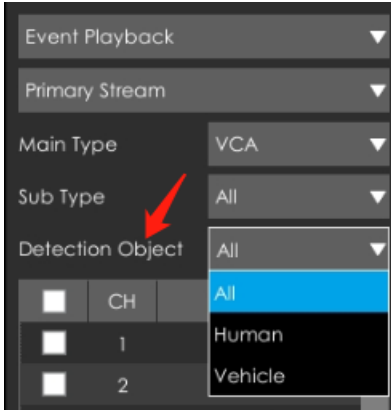 Event Playback
Primary Stream
Main Type VCA
Sub Type All
Detection Object All
CH All
1 Human
2 Vehicle